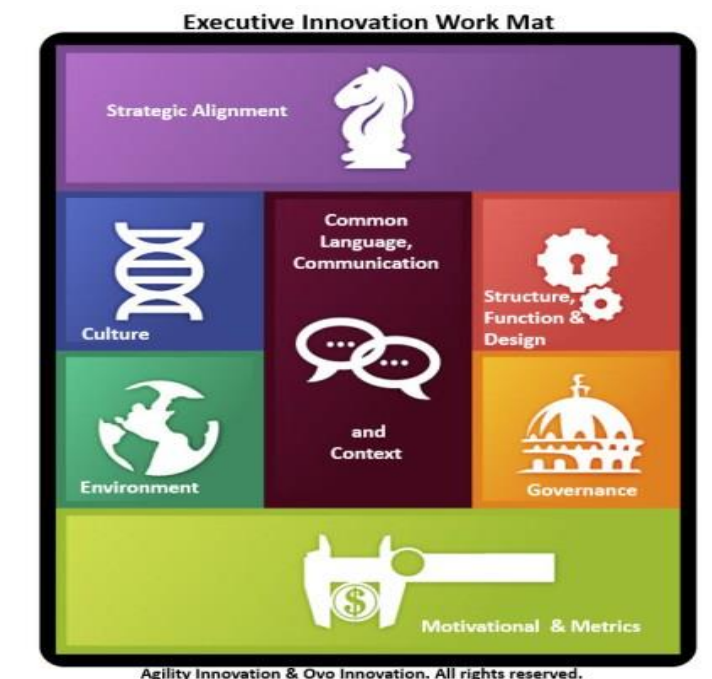 Executive Innovation Work Mat
Strategic Alignment
Culture
Common
Language,
Communication
and
Context
Structure,
Function &
Design
Environment
Governance
$
Motivational & Metrics
Agility Innovation & Ovo Innovation. All rights reserved.